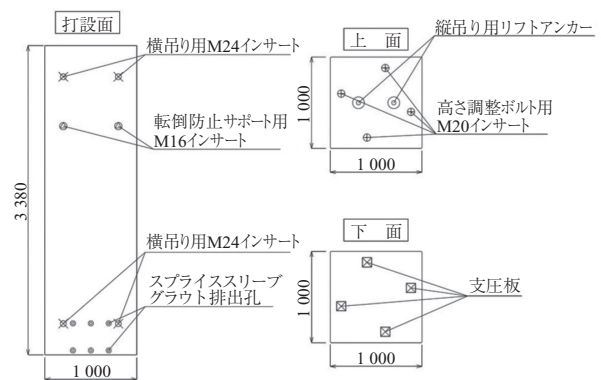 打設面
横吊り用M24インサート
転倒防止サポート用
M16インサート
3 380
横吊り用M24インサート
スプライススリーブ
グラウト排出孔
1 000
上 面
縦吊り用リフトアンカー
1 000
高さ調整ボルト用
M20インサート
1 000
下 面
1 000
支圧板
1 000